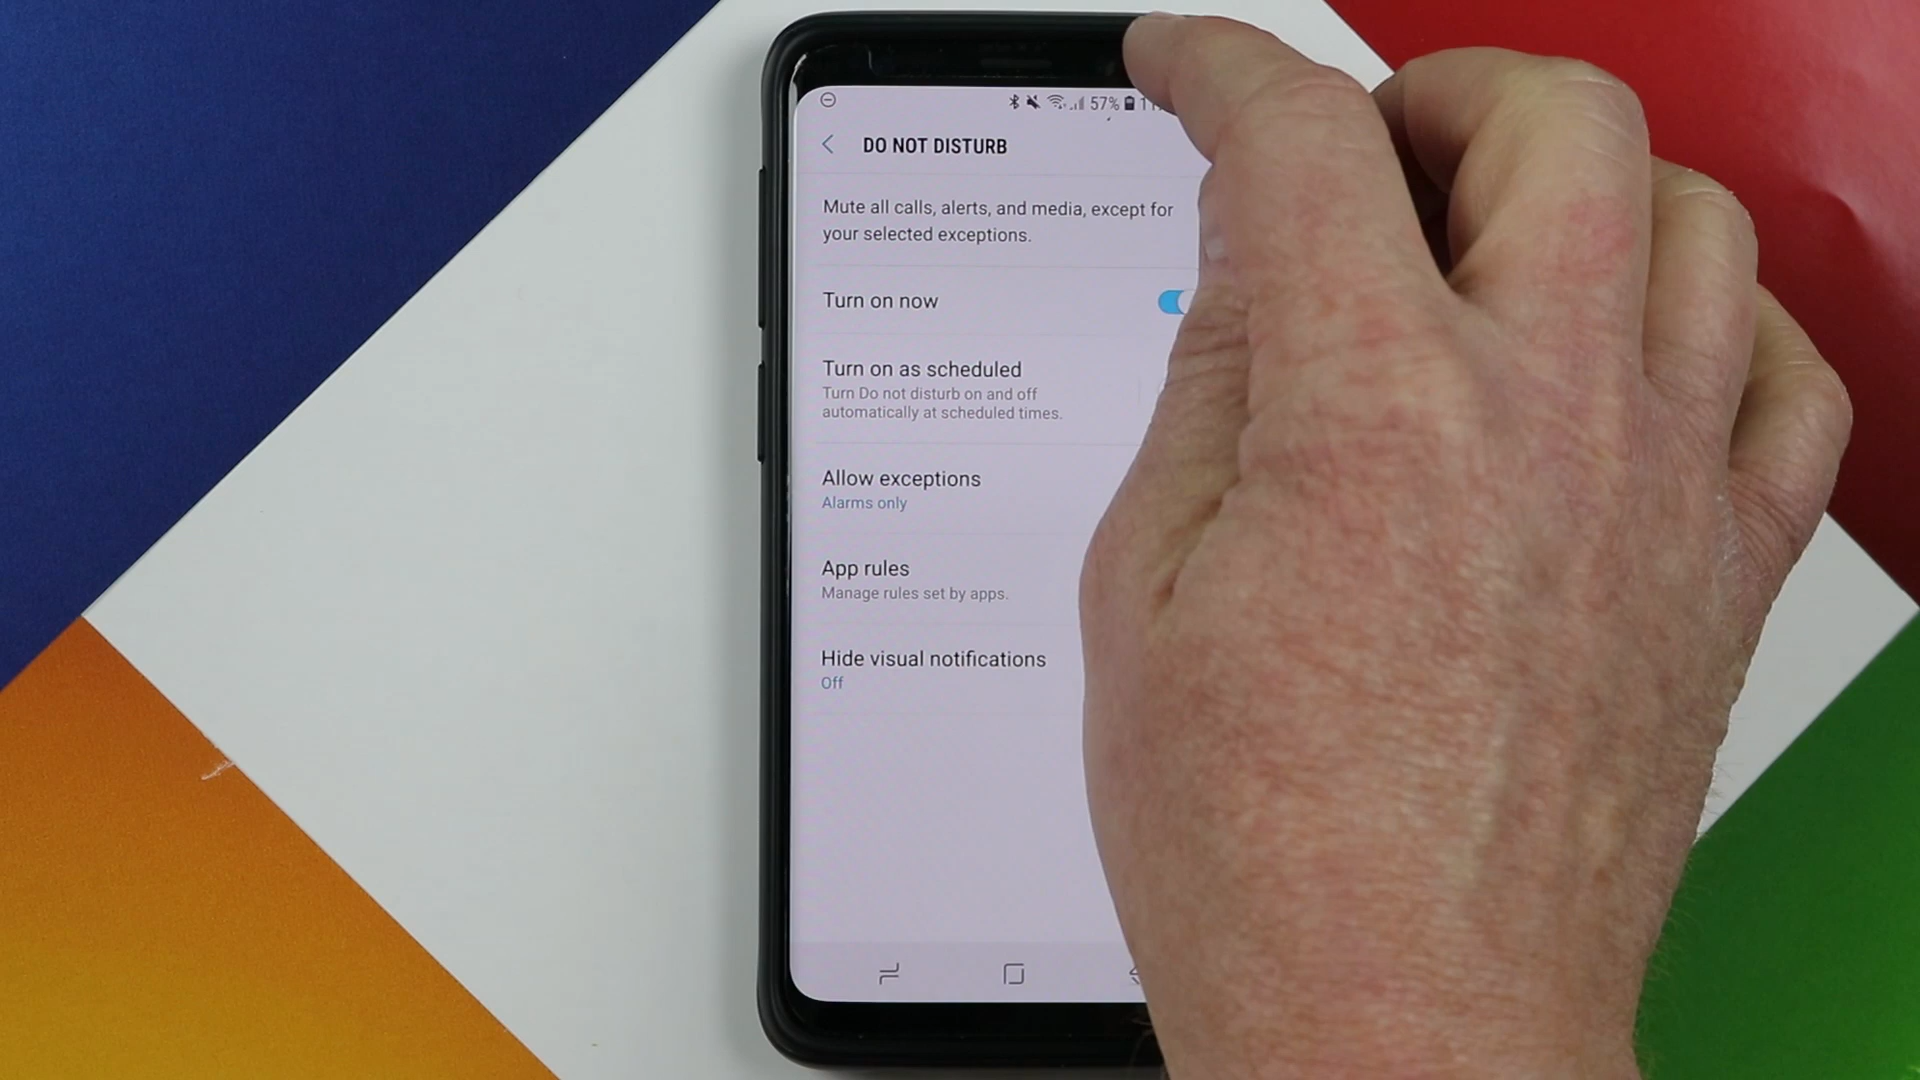 57%
DO NOT DISTURB
Mute all calls, alerts, and media, except for
your selected exceptions.
Turn on now
Turn on as scheduled
Turn Do not disturb on and off
automatically at scheduled times.
Allow exceptions
Alarms only
App rules
Manage rules set by apps.
Hide visual notifications
Off